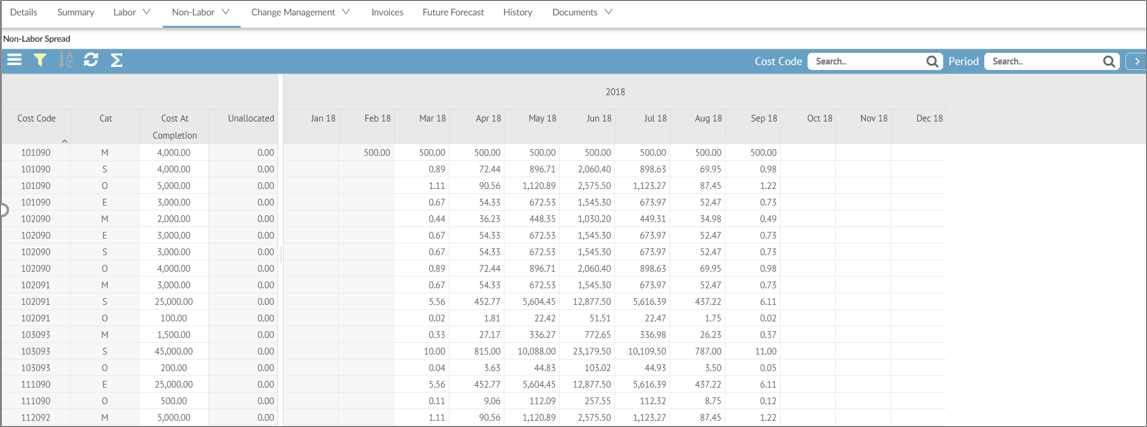 Details Summary Labor Non-Labor Change Management Invoices Future Forecast History Documents
Non-Labor Spread
Cost Code Search.. Period Search..
2018
Cost Code Cat Cost At Completion Unallocated Jan 18 Feb 18 Mar 18 Apr 18 May 18 Jun 18 Jul 18 Aug 18 Sep 18 Oct 18 Nov 18 Dec 18
101090 M 4,000.00 0.00 500.00 500.00 500.00 500.00 500.00 500.00 500.00 500.00
101090 S 4,000.00 0.00 0.89 72.44 896.71 2,060.40 898.63 69.95 0.98
101090 O 5,000.00 0.00 1.11 90.56 1,120.89 2,575.50 1,123.27 87.45 1.22
101090 E 3,000.00 0.00 0.67 54.33 672.53 1,545.30 673.97 52.47 0.73
102090 M 2,000.00 0.00 0.44 36.23 448.35 1,030.20 449.31 34.98 0.49
102090 E 3,000.00 0.00 0.67 54.33 672.53 1,545.30 673.97 52.47 0.73
102090 S 3,000.00 0.00 0.67 54.33 672.53 1,545.30 673.97 52.47 0.73
102090 O 4,000.00 0.00 0.89 72.44 896.71 2,060.40 898.63 69.95 0.98
102091 M 3,000.00 0.00 0.67 54.33 672.53 1,545.30 673.97 52.47 0.73
102091 S 25,000.00 0.00 5.56 452.77 5,604.45 12,877.50 5,616.39 437.22 6.11
102091 O 100.00 0.00 0.02 1.81 22.42 51.51 22.47 1.75 0.02
103093 M 1,500.00 0.00 0.33 27.17 336.27 772.65 336.98 26.23 0.37
103093 S 45,000.00 0.00 10.00 815.00 10,088.00 23,179.50 10,109.50 787.00 11.00
103093 O 200.00 0.00 0.04 3.63 44.83 103.02 44.93 3.50 0.05
111090 E 25,000.00 0.00 5.56 452.77 5,604.45 12,877.50 5,616.39 437.22 6.11
111090 O 500.00 0.00 0.11 9.06 112.09 257.55 112.32 8.75 0.12
112092 M 5,000.00 0.00 1.11 90.56 1,120.89 2,575.50 1,123.27 87.45 1.22